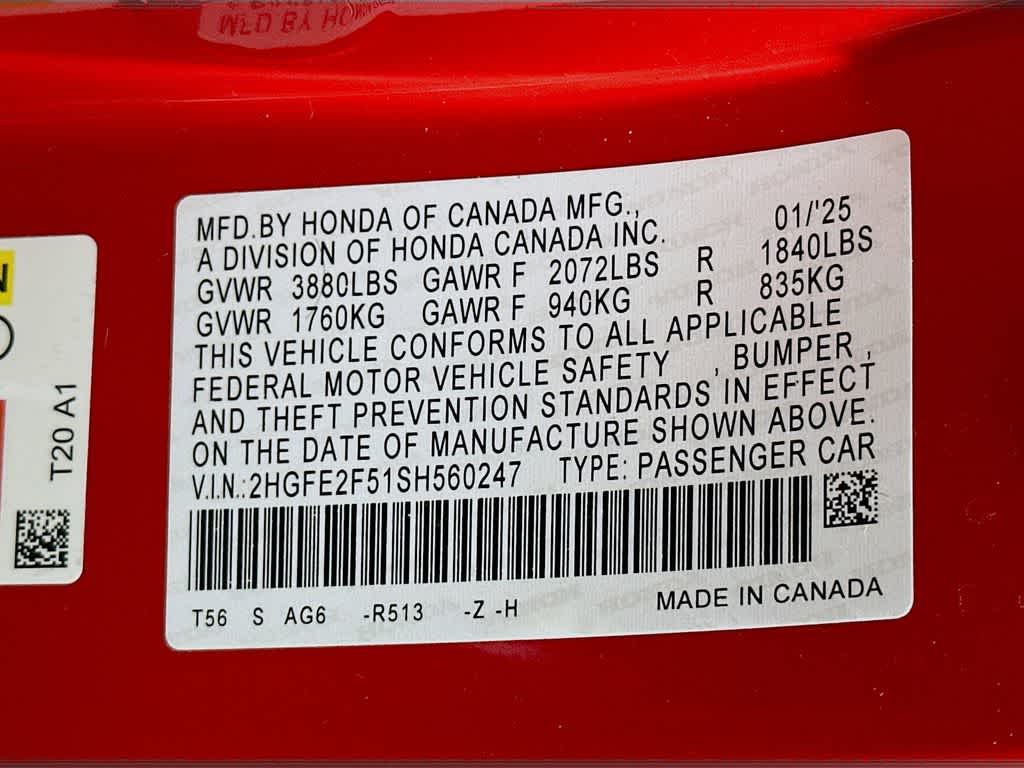 MFD.BY HONDA OF CANADA MFG., 01/'25
A DIVISION OF HONDA CANADA INC.
GVWR 3880LBS GAWR F 2072LBS R 1840LBS
GVWR 1760KG GAWR F 940KG R 835KG
THIS VEHICLE CONFORMS TO ALL APPLICABLE
FEDERAL MOTOR VEHICLE SAFETY , BUMPER ,
AND THEFT PREVENTION STANDARDS IN EFFECT
ON THE DATE OF MANUFACTURE SHOWN ABOVE.
V.I.N.:2HGFE2F51SH560247 TYPE: PASSENGER CAR
T56 S AG6 -R513 -Z -H MADE IN CANADA
T20 A1